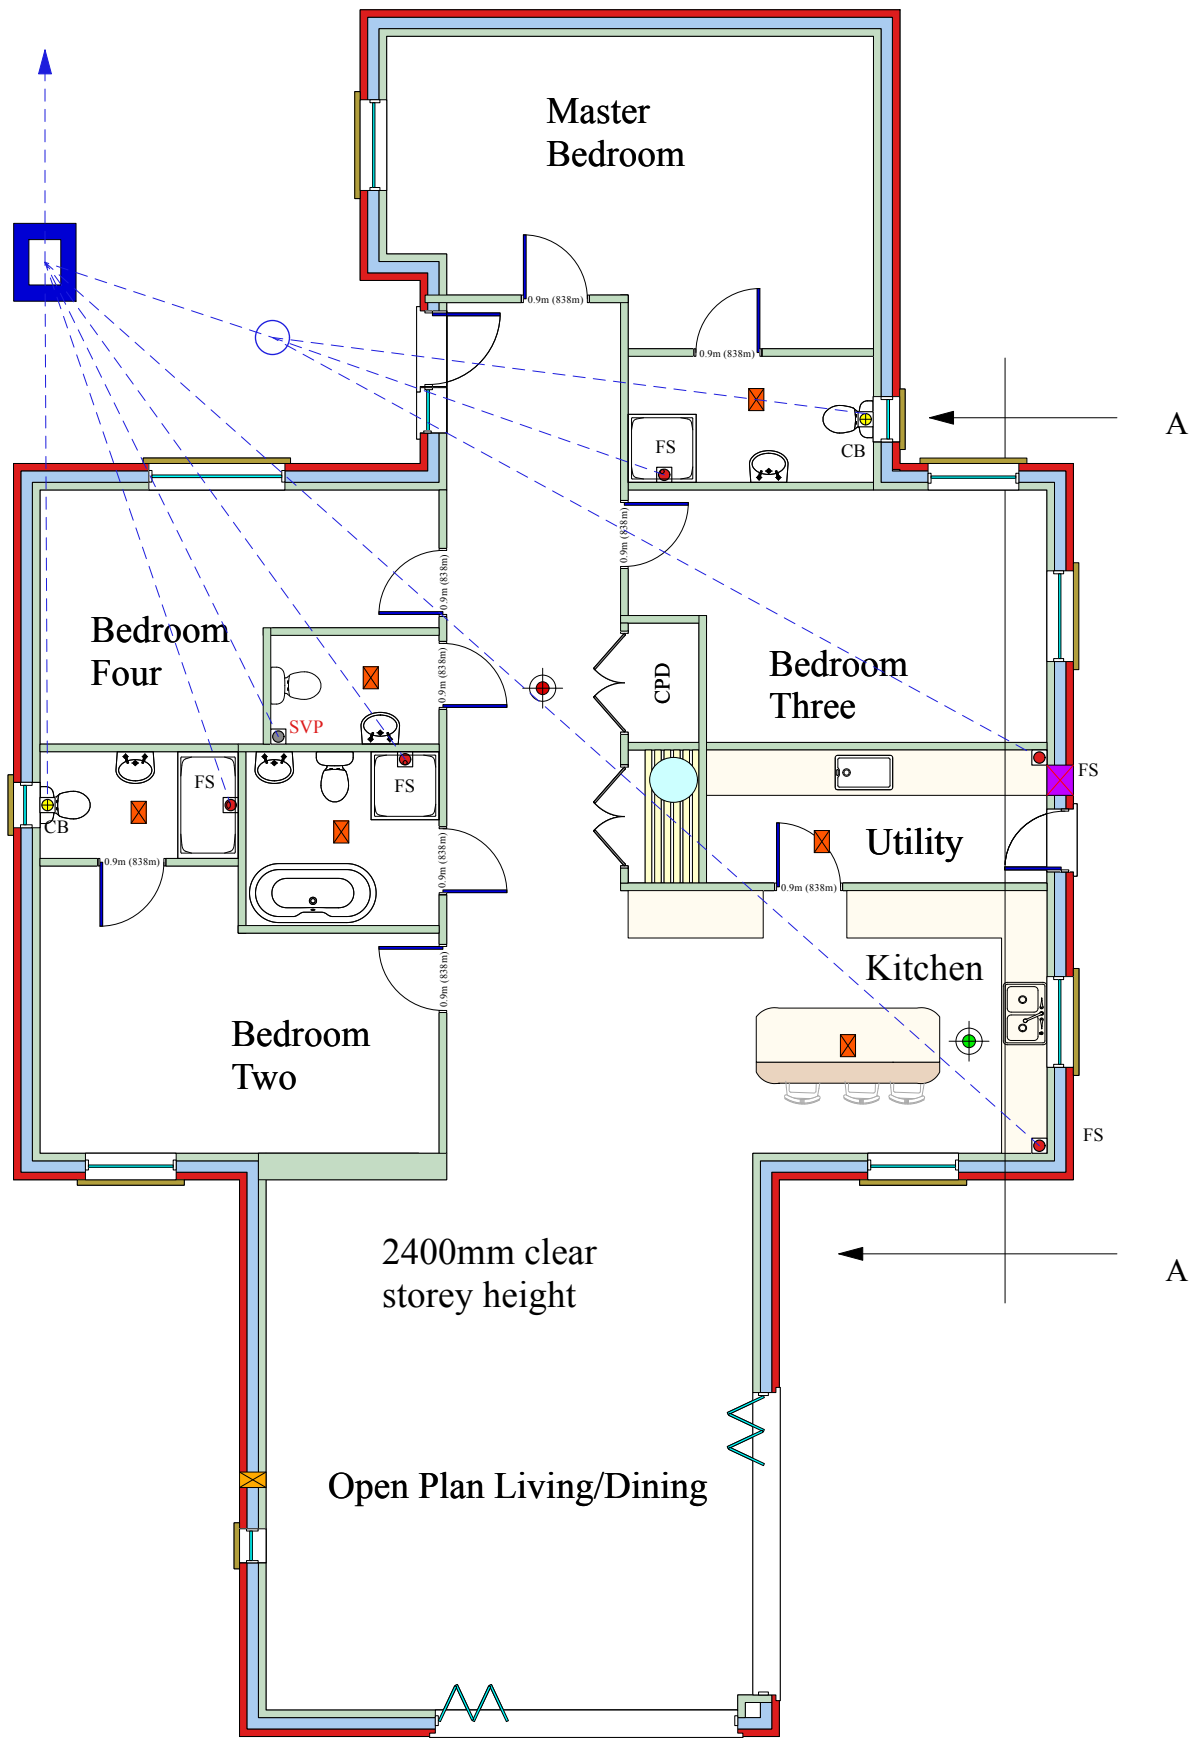 Master
Bedroom
0.9m (838m)
0.9m (838m)
A
FS
CB
0.9m (838m)
0.9m (838m)
Bedroom
Four
0.9m (838m)
CPD
Bedroom
Three
SVP
FS
FS
FS
CB
Utility
0.9m (838m)
0.9m (838m)
0.9m (838m)
Kitchen
0.9m (838m)
Bedroom
Two
FS
2400mm clear
storey height
A
Open Plan Living/Dining